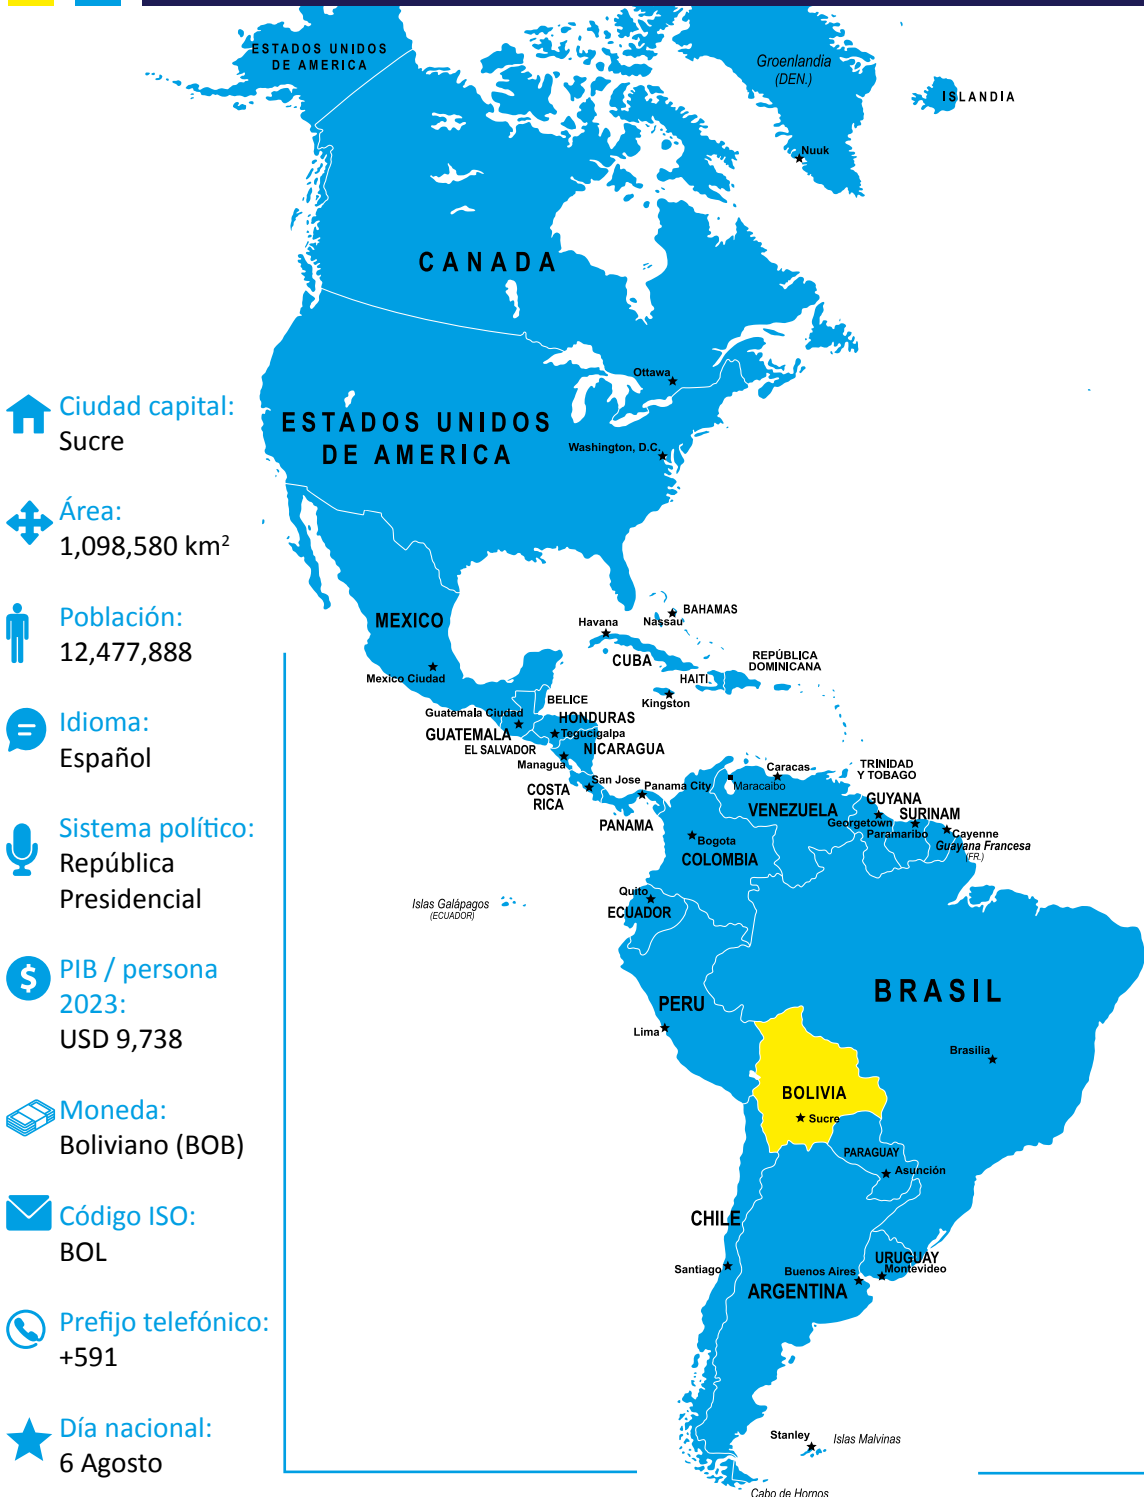 Ciudad capital:
Sucre
Área:
1,098,580 km²
Población:
12,477,888
Idioma:
Español
Sistema político:
República
Presidencial
PIB / persona
2023:
USD 9,738
Moneda:
Boliviano (BOB)
Código ISO:
BOL
Prefijo telefónico:
+591
Día nacional:
6 Agosto
ESTADOS UNIDOS
DE AMERICA
Groenlandia
(DEN.)
ISLANDIA
Nuuk
CANADA
Ottawa
ESTADOS UNIDOS
DE AMERICA
Washington, D.C.
MEXICO
Mexico Ciudad
Havana
Nassau
BAHAMAS
CUBA
REPÚBLICA
DOMINICANA
HAITI
Kingston
BELICE
Guatemala Ciudad
HONDURAS
GUATEMALA
Tegucigalpa
EL SALVADOR
NICARAGUA
Managua
COSTA
RICA
San Jose
Panama City
PANAMA
Caracas
Maracaibo
TRINIDAD
Y TOBAGO
VENEZUELA
GUYANA
Georgetown
SURINAM
Paramaribo
Cayenne
Guayana Francesa
(FR.)
Bogota
COLOMBIA
Quito
ECUADOR
Islas Galápagos
(ECUADOR)
PERU
Lima
BRASIL
Brasilia
BOLIVIA
Sucre
PARAGUAY
Asunción
CHILE
Santiago
URUGUAY
Montevideo
Buenos Aires
ARGENTINA
Stanley
Islas Malvinas
Cabo de Hornos